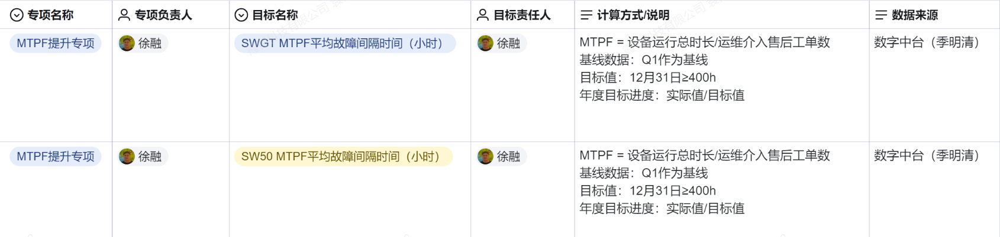 专项名称 专项负责人 目标名称 目标责任人 计算方式/说明 数据来源
MTPF提升专项 徐融 SWGT MTPF平均故障间隔时间（小时） 徐融 MTPF = 设备运行总时长/运维介入售后工单数 数字中台（季明清）
基线数据：Q1作为基线
目标值：12月31日≥400h
年度目标进度：实际值/目标值
MTPF提升专项 徐融 SW50 MTPF平均故障间隔时间（小时） 徐融 MTPF = 设备运行总时长/运维介入售后工单数 数字中台（季明清）
基线数据：Q1作为基线
目标值：12月31日≥400h
年度目标进度：实际值/目标值